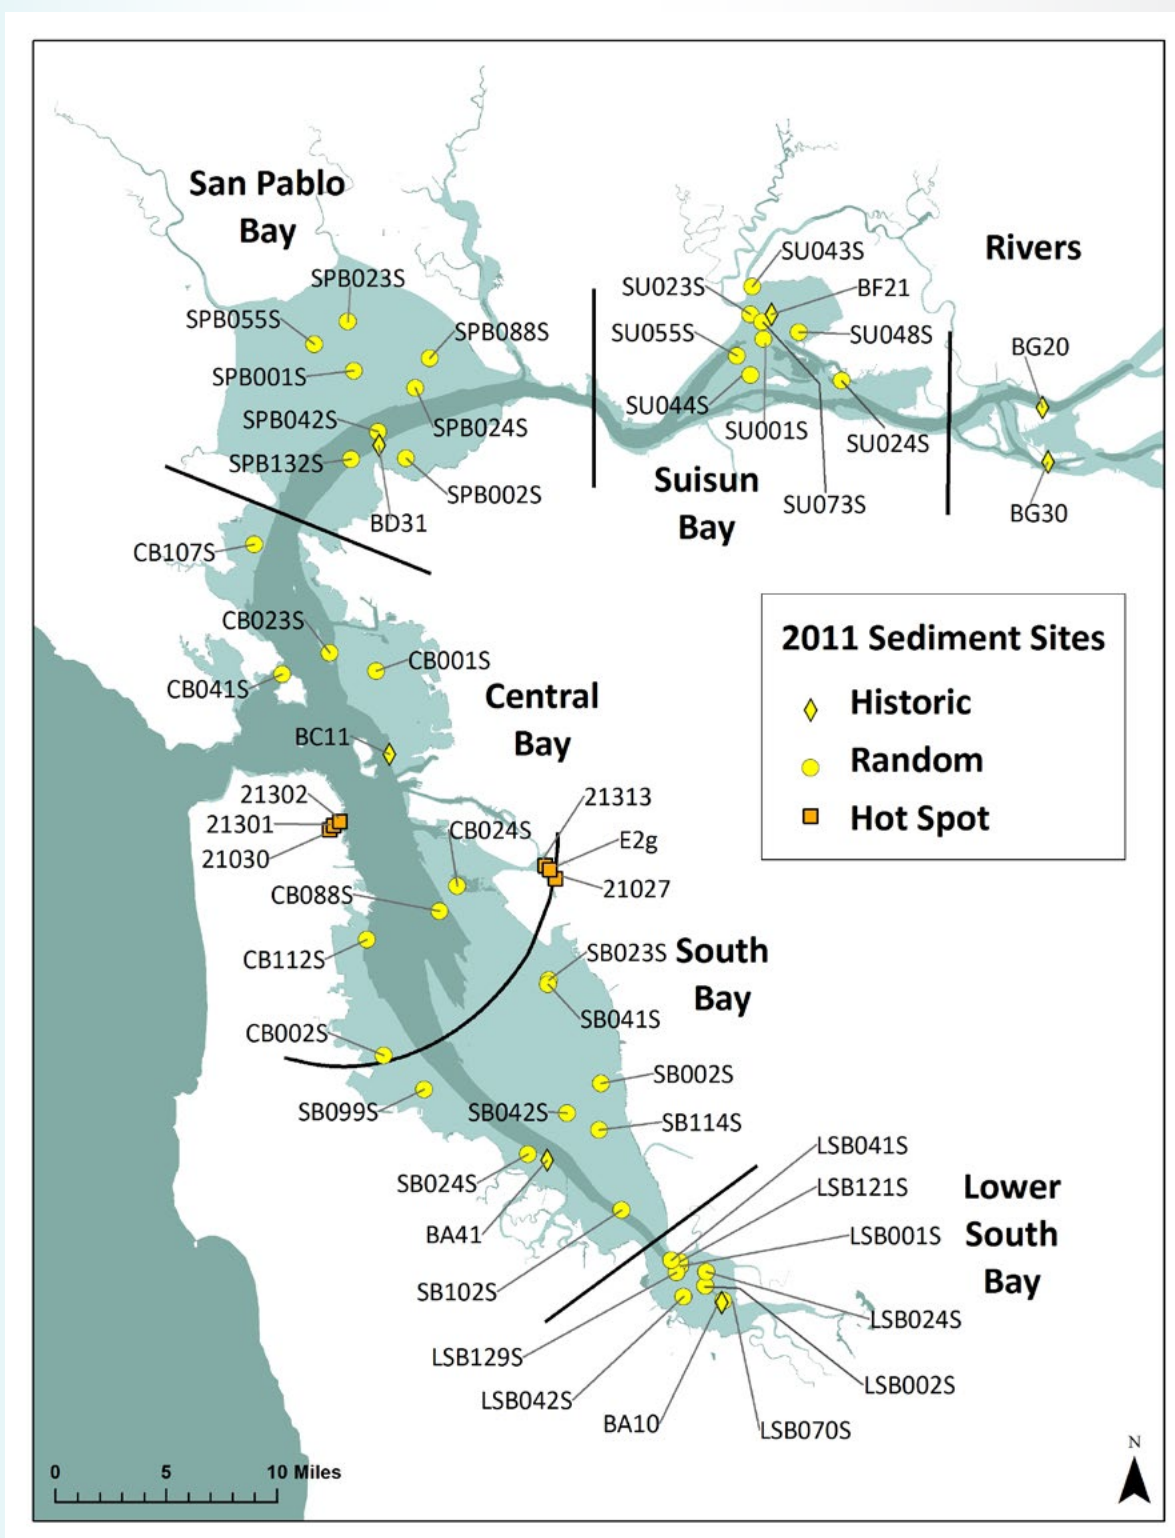 San Pablo
Bay
SPB023S
SPB055S
SPB088S
SPB001S
SPB042S
SPB024S
SPB132S
SPB002S
BD31
SU043S
SU023S
BF21
SU055S
SU048S
SU044S
SU001S
SU024S
SU073S
Suisun
Bay
Rivers
BG20
BG30
CB107S
CB023S
CB001S
CB041S
Central
Bay
BC11
21302
21301
21030
21313
CB024S
E2g
21027
CB088S
CB112S
CB002S
2011 Sediment Sites
Historic
Random
Hot Spot
South
Bay
SB023S
SB041S
SB002S
SB099S
SB042S
SB114S
SB024S
BA41
SB102S
LSB041S
LSB121S
LSB001S
Lower
South
Bay
LSB024S
LSB129S
LSB002S
LSB042S
BA10
LSB070S
0 5 10 Miles
N